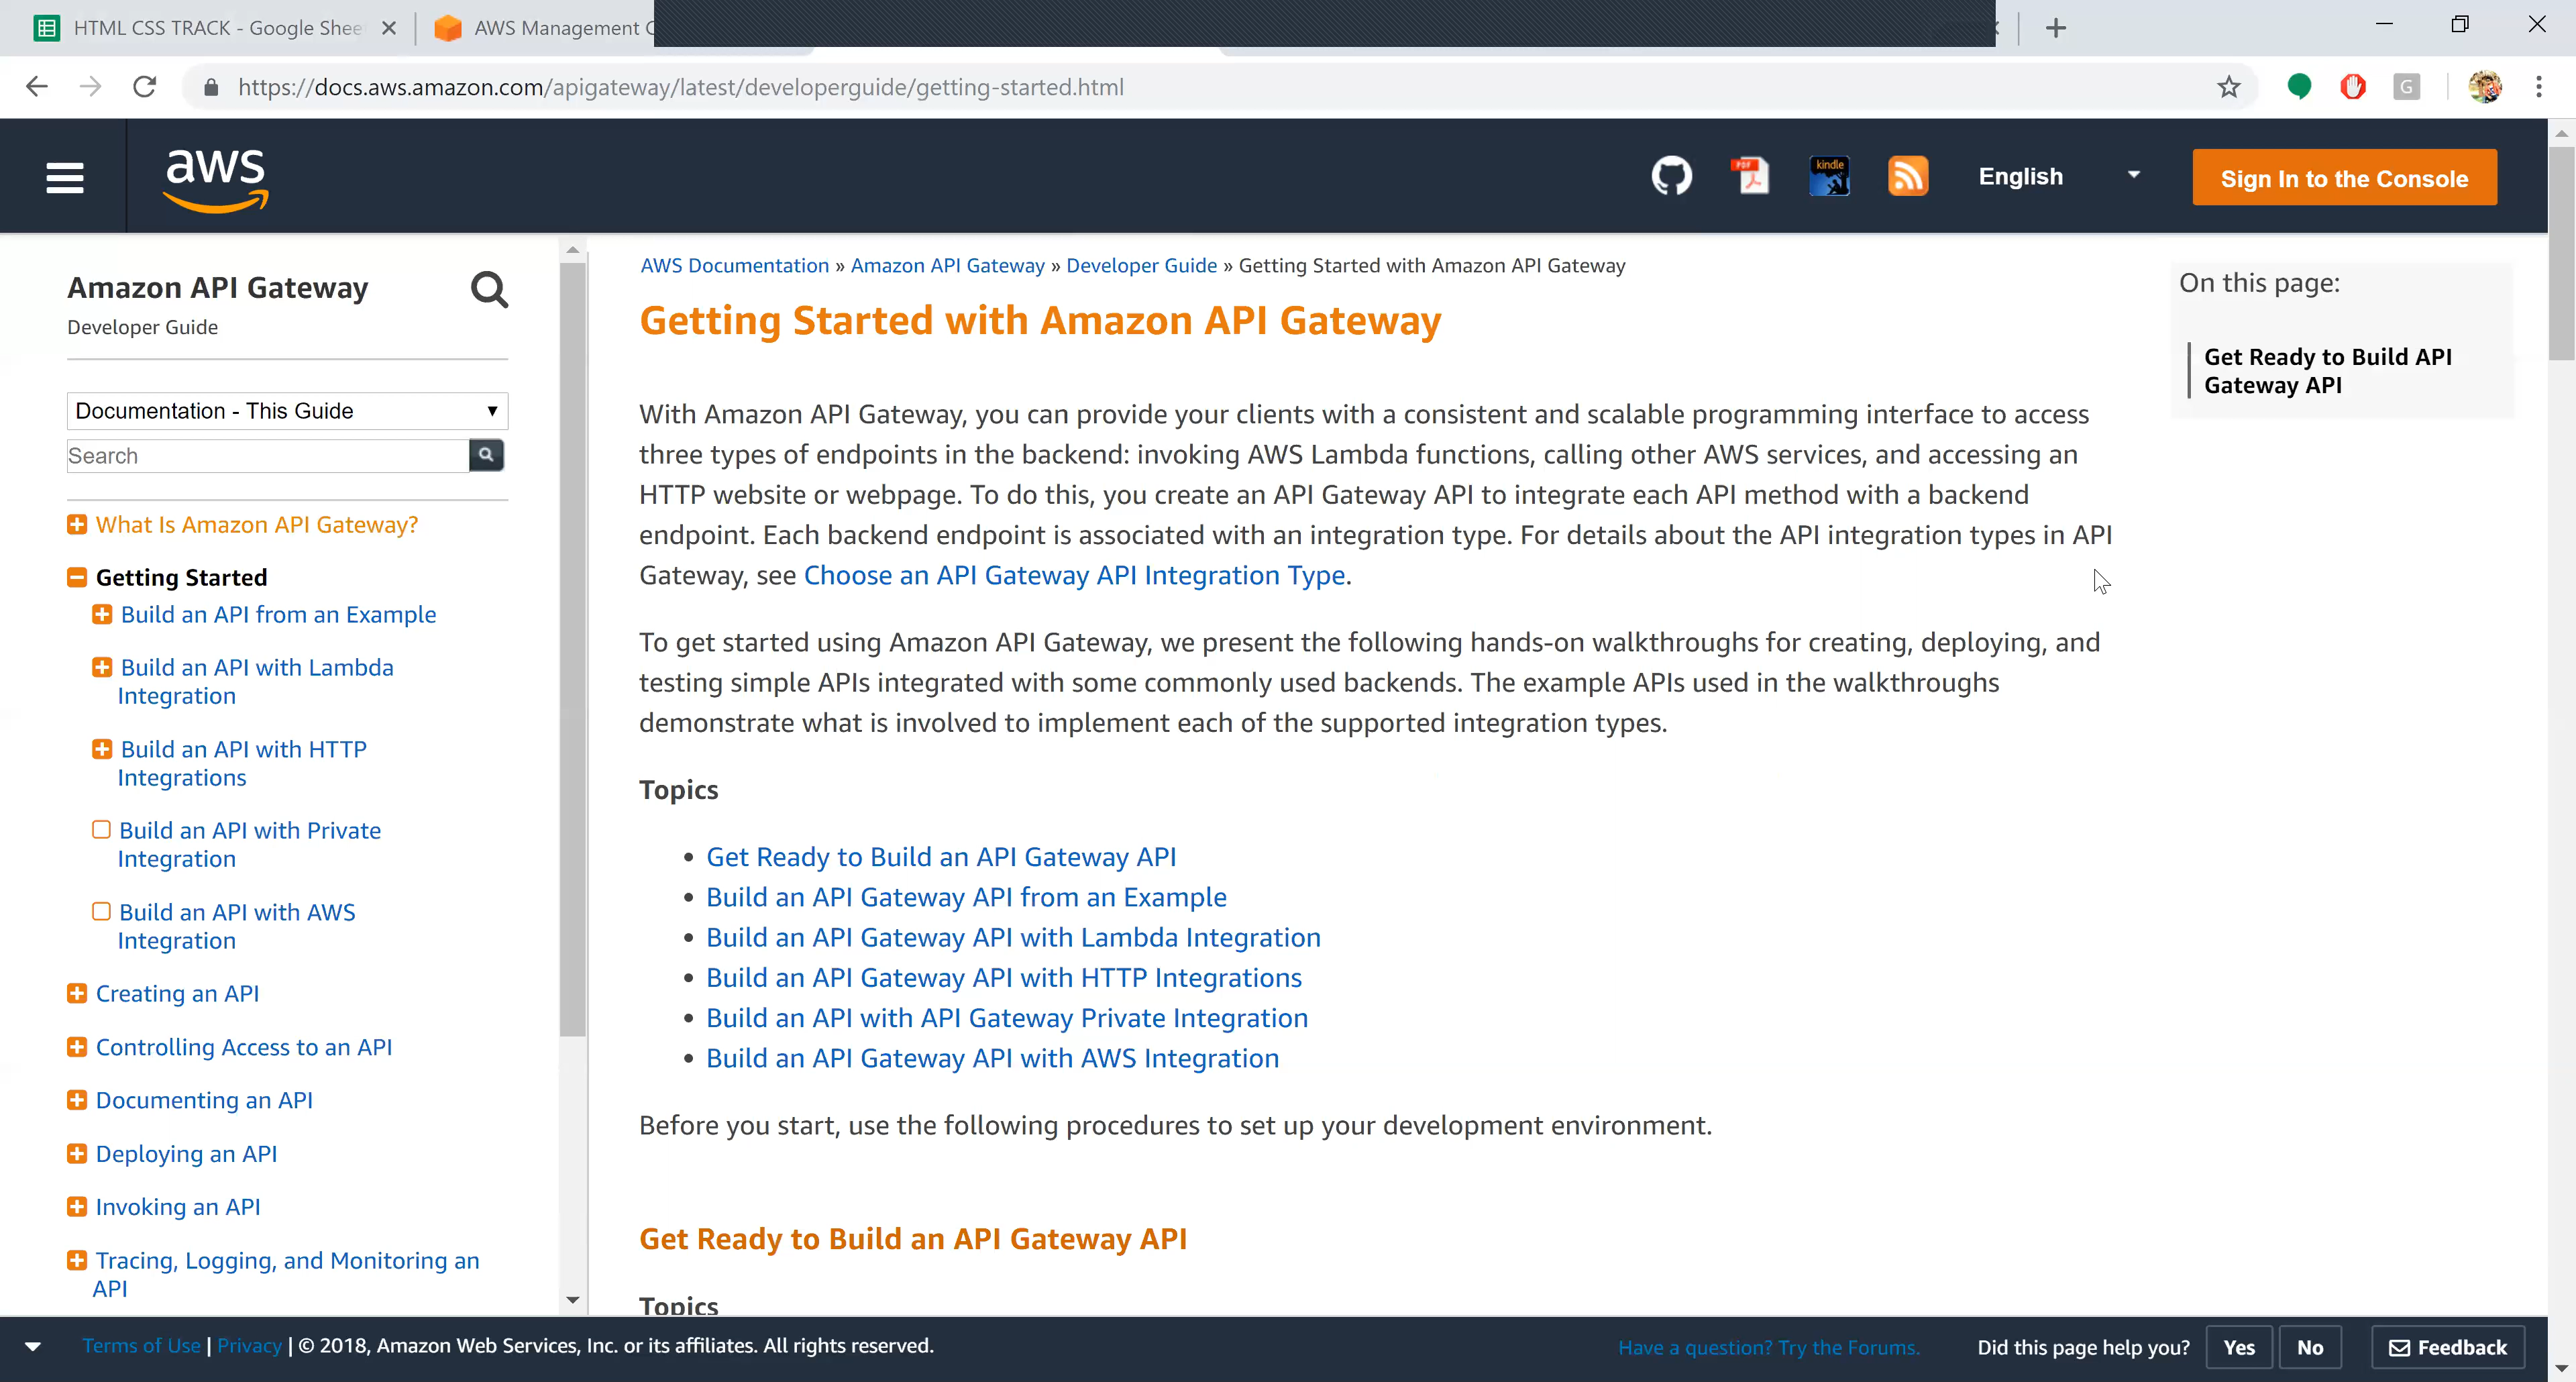 HTML CSS TRACK - Google Shee
AWS Management
https://docs.aws.amazon.com/apigateway/latest/developerguide/getting-started.html
G
aws
PDF
kindle
English
Sign In to the Console
Amazon API Gateway
Developer Guide
Documentation - This Guide
Search
What Is Amazon API Gateway?
Getting Started
Build an API from an Example
Build an API with Lambda
Integration
Build an API with HTTP
Integrations
Build an API with Private
Integration
Build an API with AWS
Integration
Creating an API
Controlling Access to an API
Documenting an API
Deploying an API
Invoking an API
Tracing, Logging, and Monitoring an
API
AWS Documentation » Amazon API Gateway » Developer Guide » Getting Started with Amazon API Gateway
Getting Started with Amazon API Gateway
With Amazon API Gateway, you can provide your clients with a consistent and scalable programming interface to access
three types of endpoints in the backend: invoking AWS Lambda functions, calling other AWS services, and accessing an
HTTP website or webpage. To do this, you create an API Gateway API to integrate each API method with a backend
endpoint. Each backend endpoint is associated with an integration type. For details about the API integration types in API
Gateway, see Choose an API Gateway API Integration Type.
To get started using Amazon API Gateway, we present the following hands-on walkthroughs for creating, deploying, and
testing simple APIs integrated with some commonly used backends. The example APIs used in the walkthroughs
demonstrate what is involved to implement each of the supported integration types.
Topics
• Get Ready to Build an API Gateway API
• Build an API Gateway API from an Example
• Build an API Gateway API with Lambda Integration
• Build an API Gateway API with HTTP Integrations
• Build an API with API Gateway Private Integration
• Build an API Gateway API with AWS Integration
Before you start, use the following procedures to set up your development environment.
Get Ready to Build an API Gateway API
Topics
On this page:
Get Ready to Build API
Gateway API
Terms of Use | Privacy | © 2018, Amazon Web Services, Inc. or its affiliates. All rights reserved.
Have a question? Try the Forums.
Did this page help you?
Yes
No
Feedback